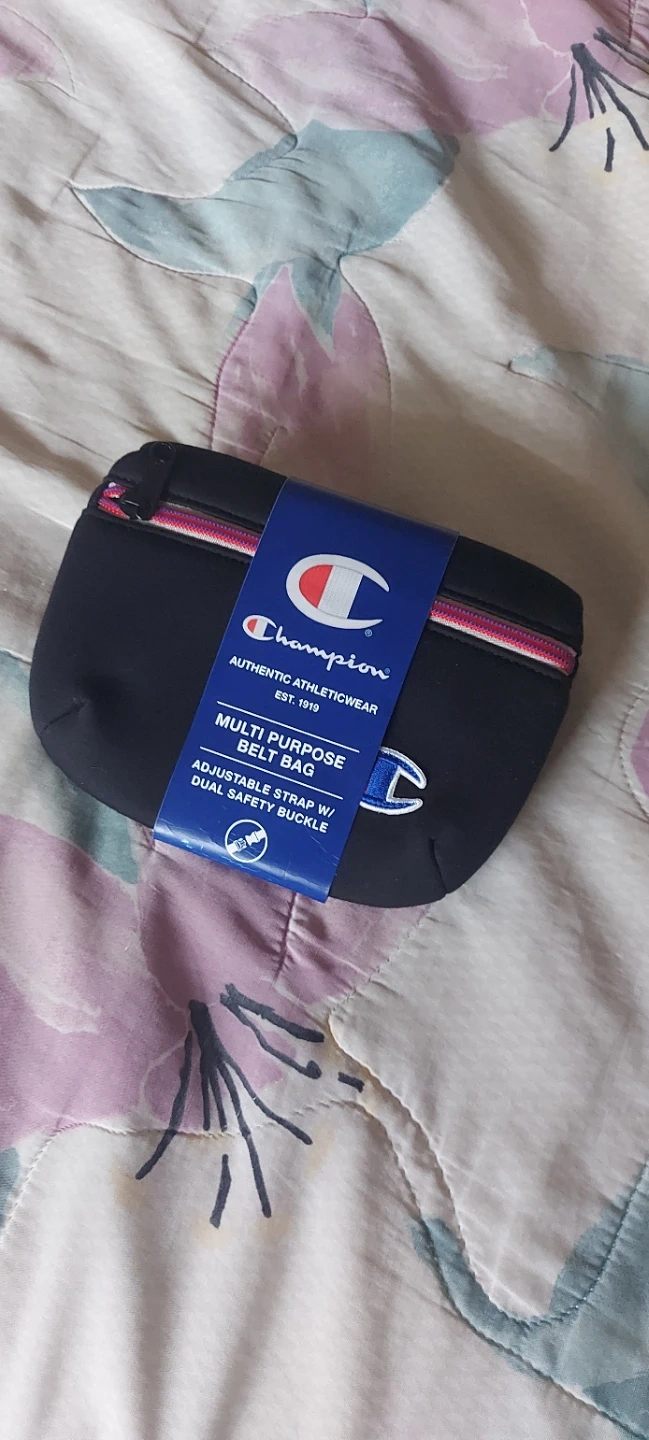 Champion
AUTHENTIC ATHLETICWEAR
EST. 1919
MULTI PURPOSE
BELT BAG
ADJUSTABLE STRAP W/
DUAL SAFETY BUCKLE